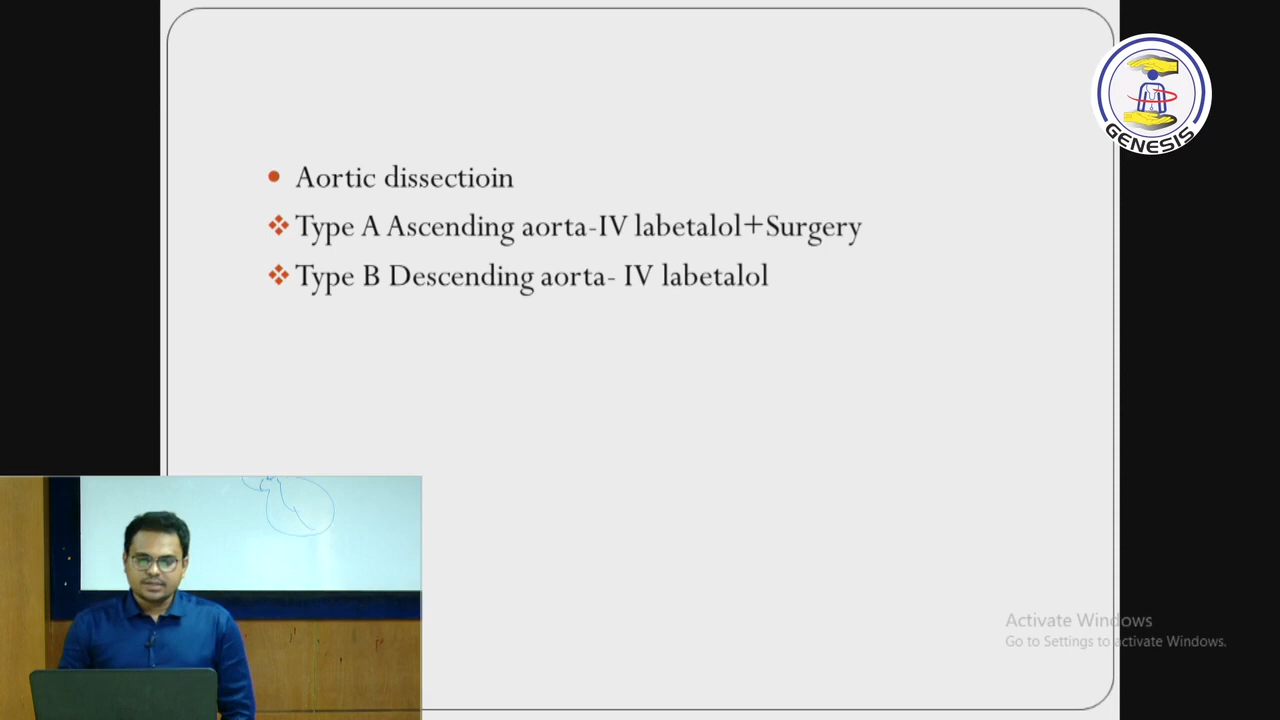 GENESIS
Aortic dissectioin
Type A Ascending aorta-IV labetalol+Surgery
Type B Descending aorta- IV labetalol
Activate Windows
Go to Settings to activate Windows.